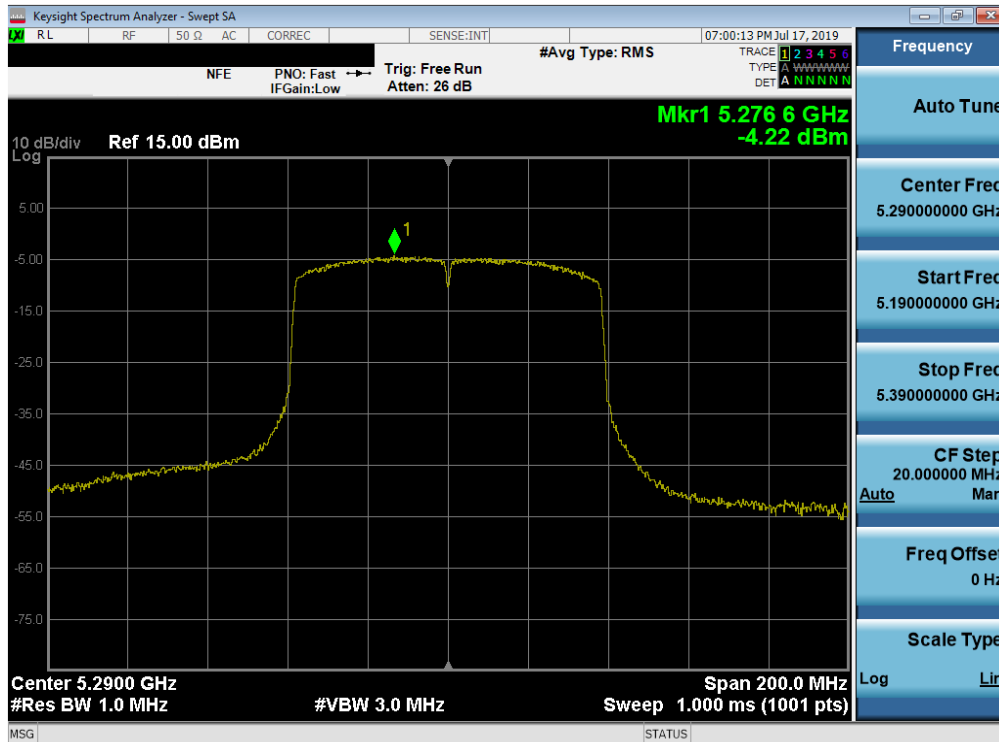 Keysight Spectrum Analyzer - Swept SA
LXI RL RF 50 Ω AC CORREC SENSE:INT 07:00:13 PM Jul 17, 2019
NFE PNO: Fast IFGain:Low Trig: Free Run Atten: 26 dB #Avg Type: RMS
TRACE 1 2 3 4 5 6
TYPE A WWWWW
DET A N N N N N
Mkr1 5.276 6 GHz
-4.22 dBm
10 dB/div Ref 15.00 dBm
Log
1
5.00
-5.00
-15.0
-25.0
-35.0
-45.0
-55.0
-65.0
-75.0
Center 5.2900 GHz Span 200.0 MHz
#Res BW 1.0 MHz #VBW 3.0 MHz Sweep 1.000 ms (1001 pts)
MSG STATUS
Frequency
Auto Tune
Center Freq
5.290000000 GHz
Start Freq
5.190000000 GHz
Stop Freq
5.390000000 GHz
CF Step
20.000000 MHz
Auto Man
Freq Offset
0 Hz
Scale Type
Log Lin